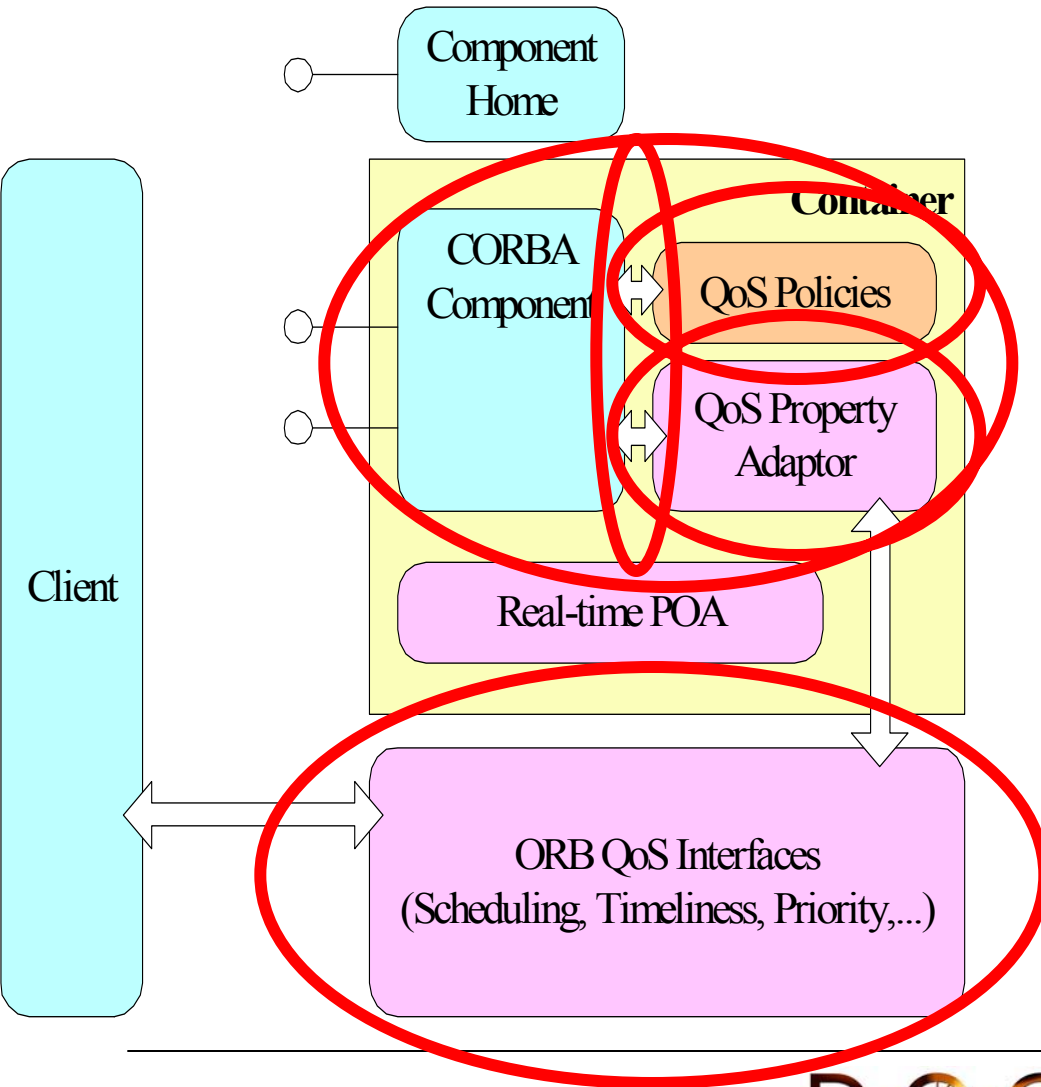 Component
Home
Container
CORBA
Component
QoS Policies
QoS Property
Adaptor
Client
Real-time POA
ORB QoS Interfaces
(Scheduling, Timeliness, Priority,...)